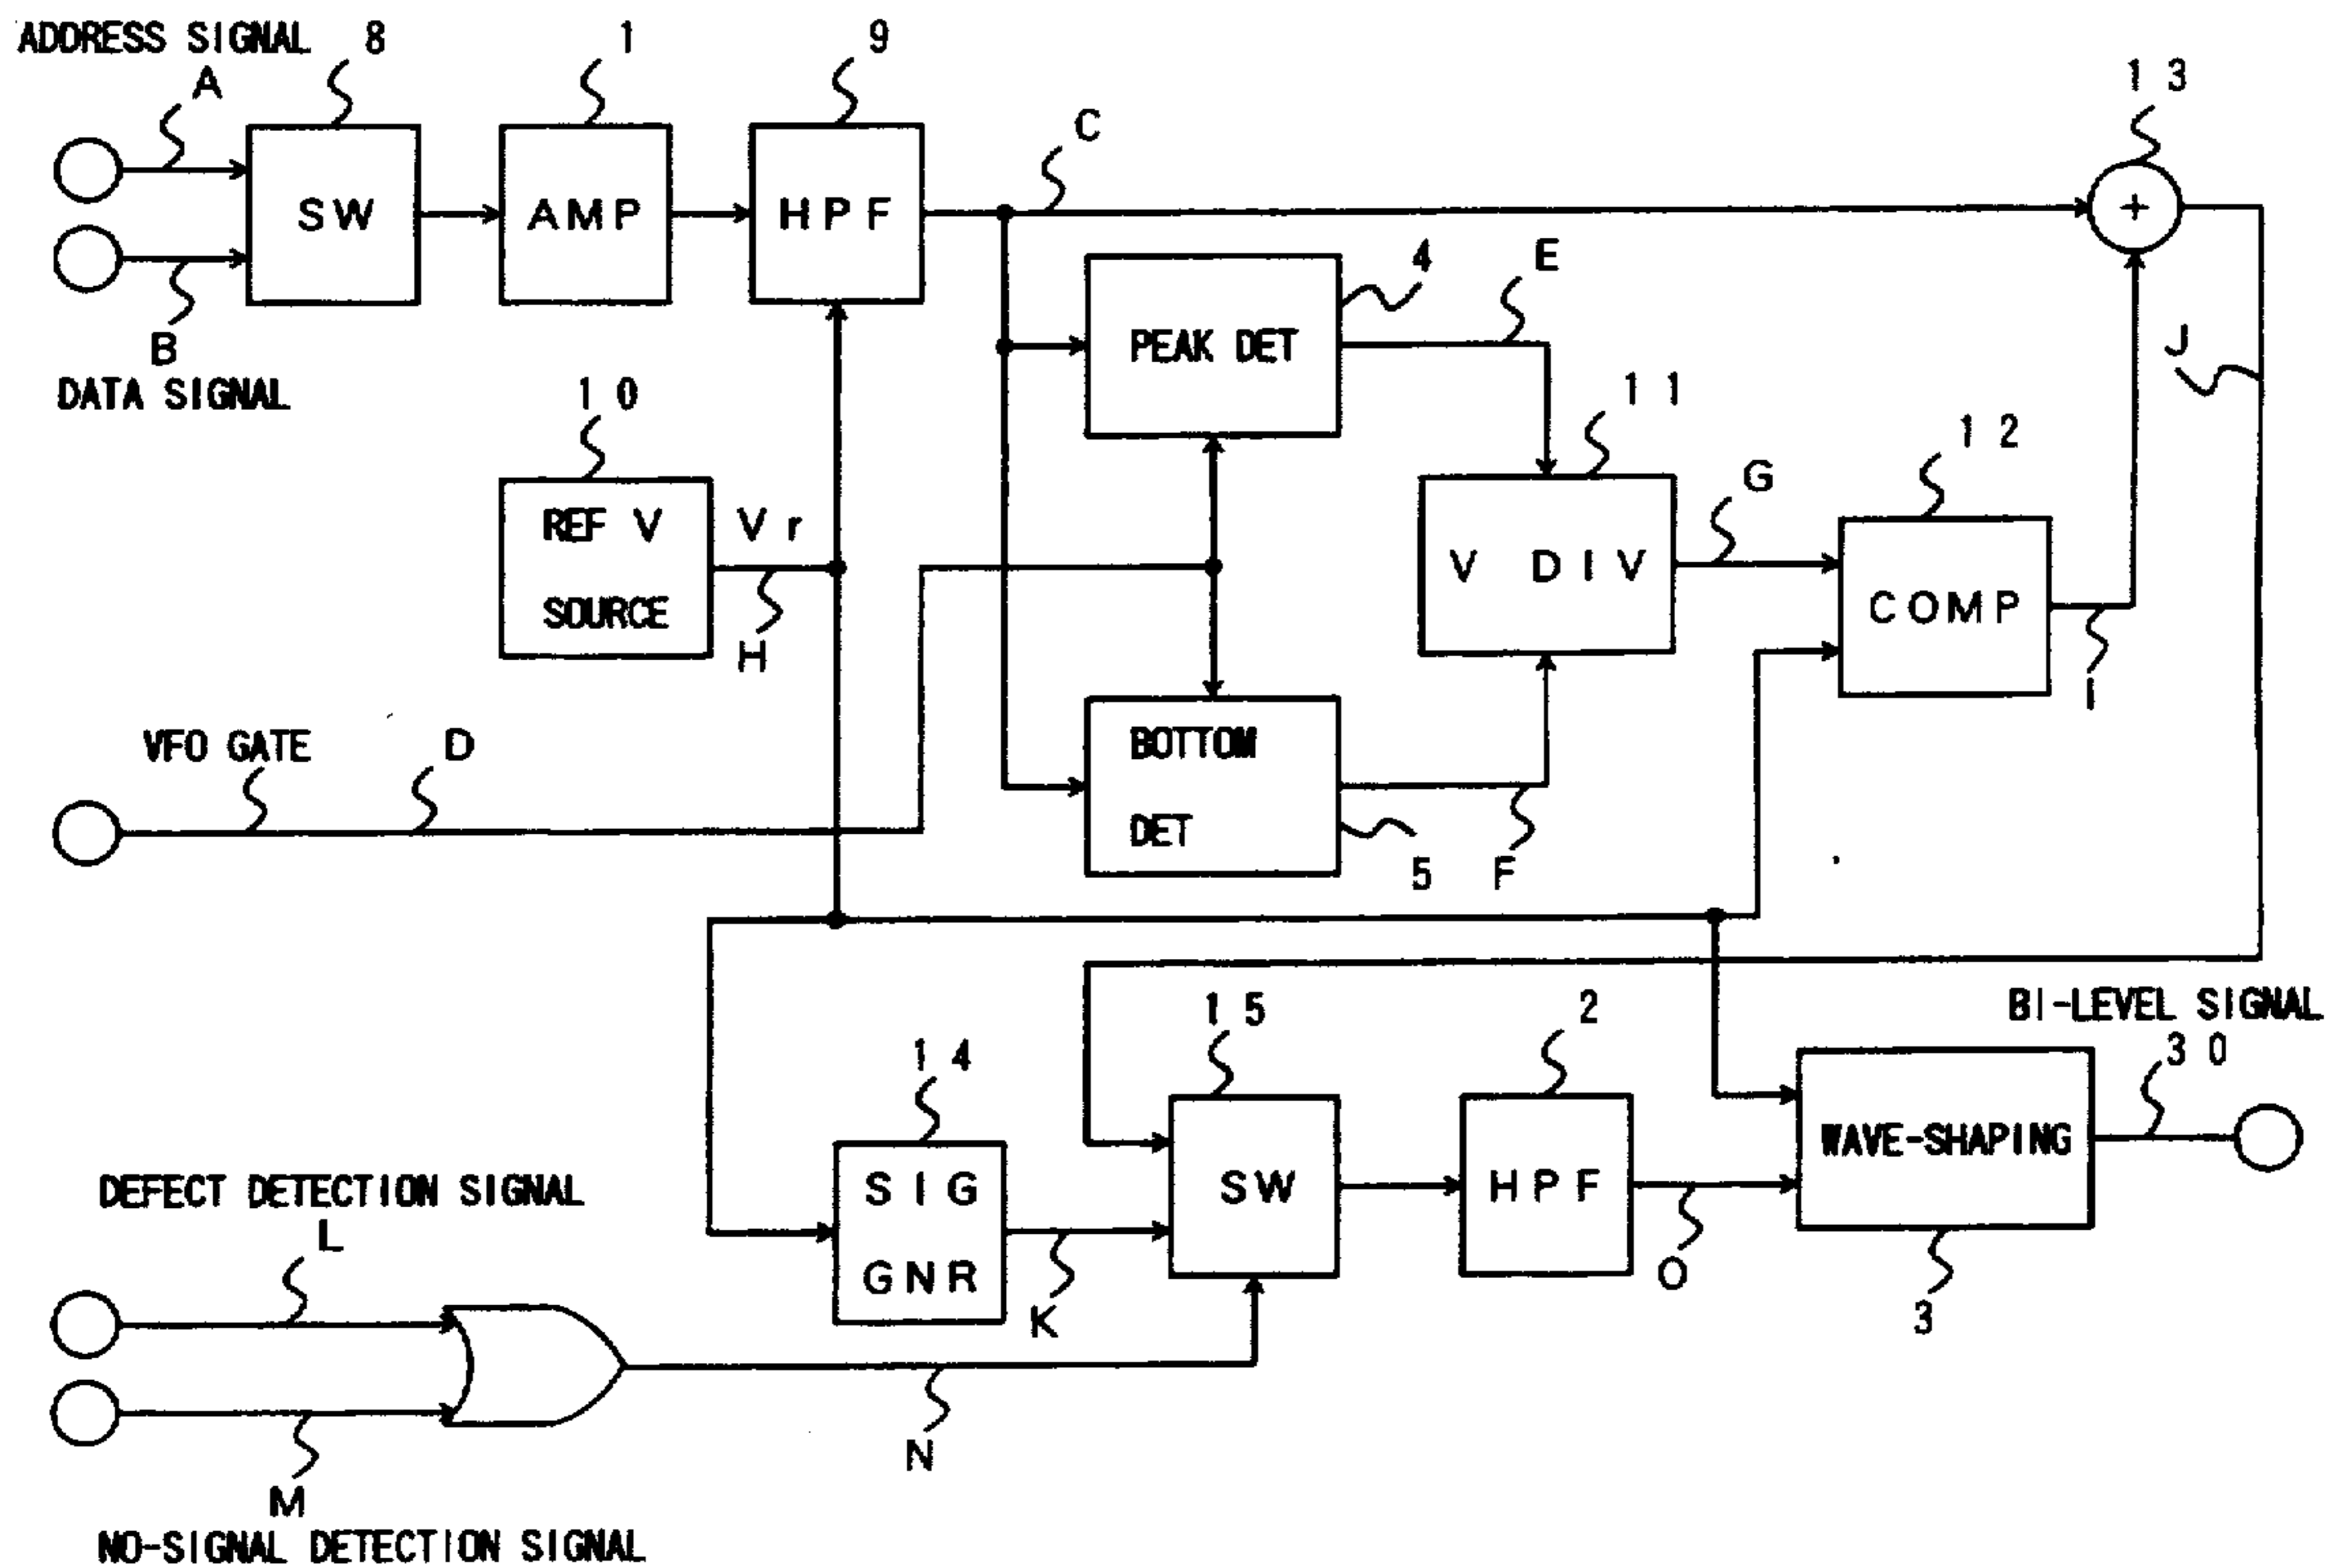 ADDRESS SIGNAL
8
1
9
A
C
13
SW
AMP
HPF
+
B
DATA SIGNAL
4
E
PEAK DET
J
10
11
REF V
SOURCE
Vr
H
V DIV
G
12
COMP
I
VFO GATE
D
BOTTOM
DET
5
F
BI-LEVEL SIGNAL
30
14
15
2
SIG
GNR
SW
HPF
WAVE-SHAPING
K
O
3
DEFECT DETECTION SIGNAL
L
N
M
NO-SIGNAL DETECTION SIGNAL